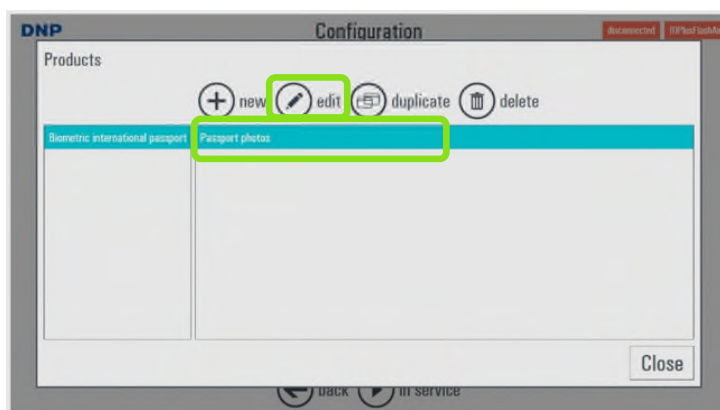 DNP
Configuration
disconnected
Products
new
edit
duplicate
delete
Biometric international passport
Passport photos
Close
back
in service